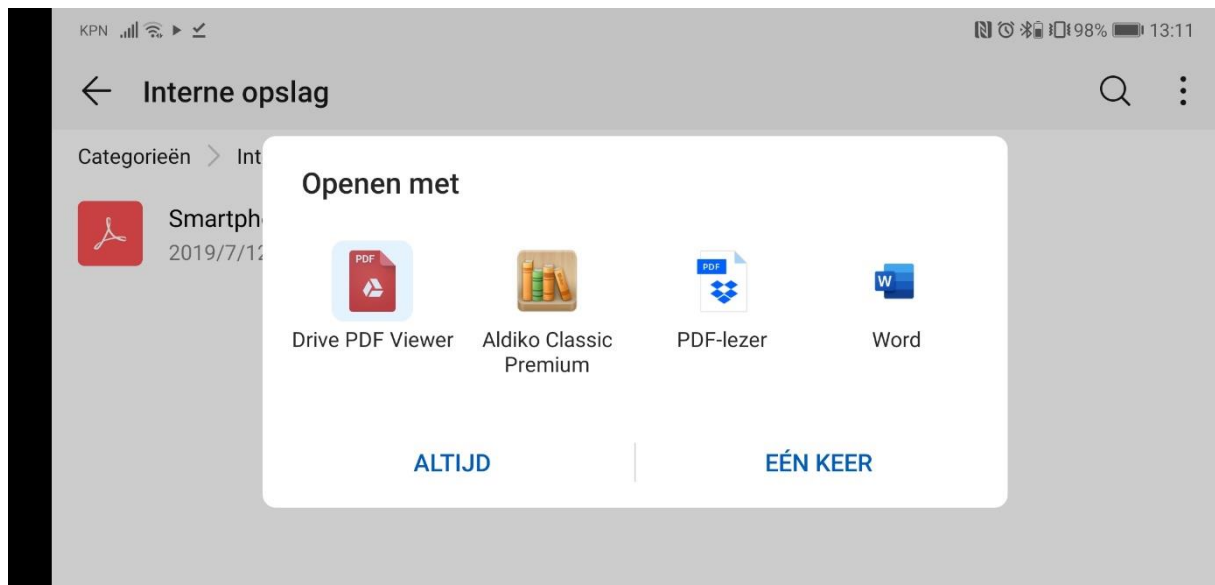 KPN 98% 13:11
Interne opslag
Categorieën > Int
Openen met
Smartph
2019/7/12
PDF
PDF
W
Drive PDF Viewer
Aldiko Classic
Premium
PDF-lezer
Word
ALTIJD
EÉN KEER